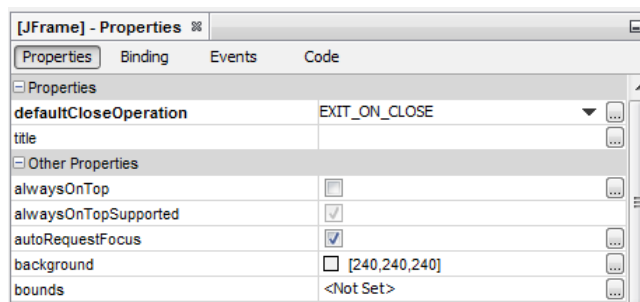 [JFrame] - Properties
Properties Binding Events Code
Properties
defaultCloseOperation EXIT_ON_CLOSE ...
title ...
Other Properties
alwaysOnTop ...
alwaysOnTopSupported
autoRequestFocus ...
background [240,240,240] ...
bounds <Not Set> ...